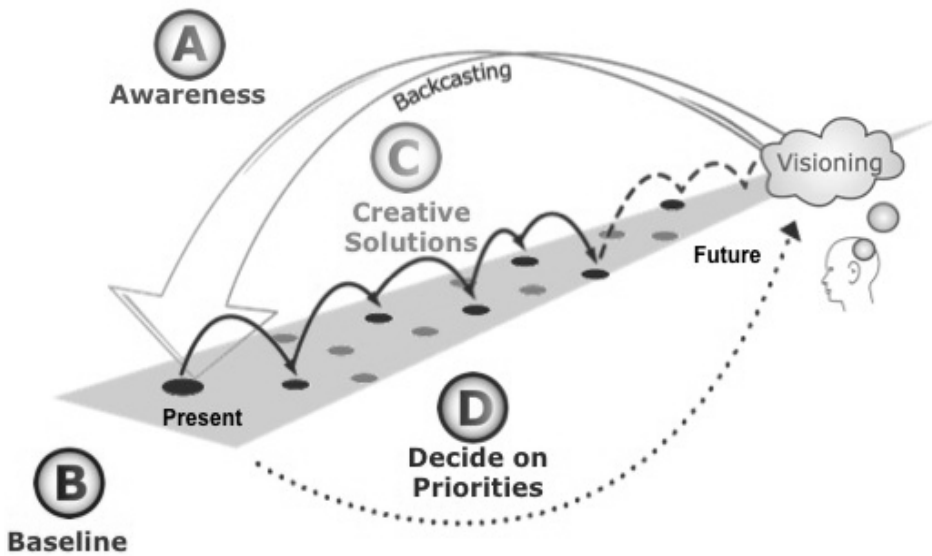 A
Awareness
Backcasting
C
Creative
Solutions
Visioning
Future
Present
D
Decide on
Priorities
B
Baseline